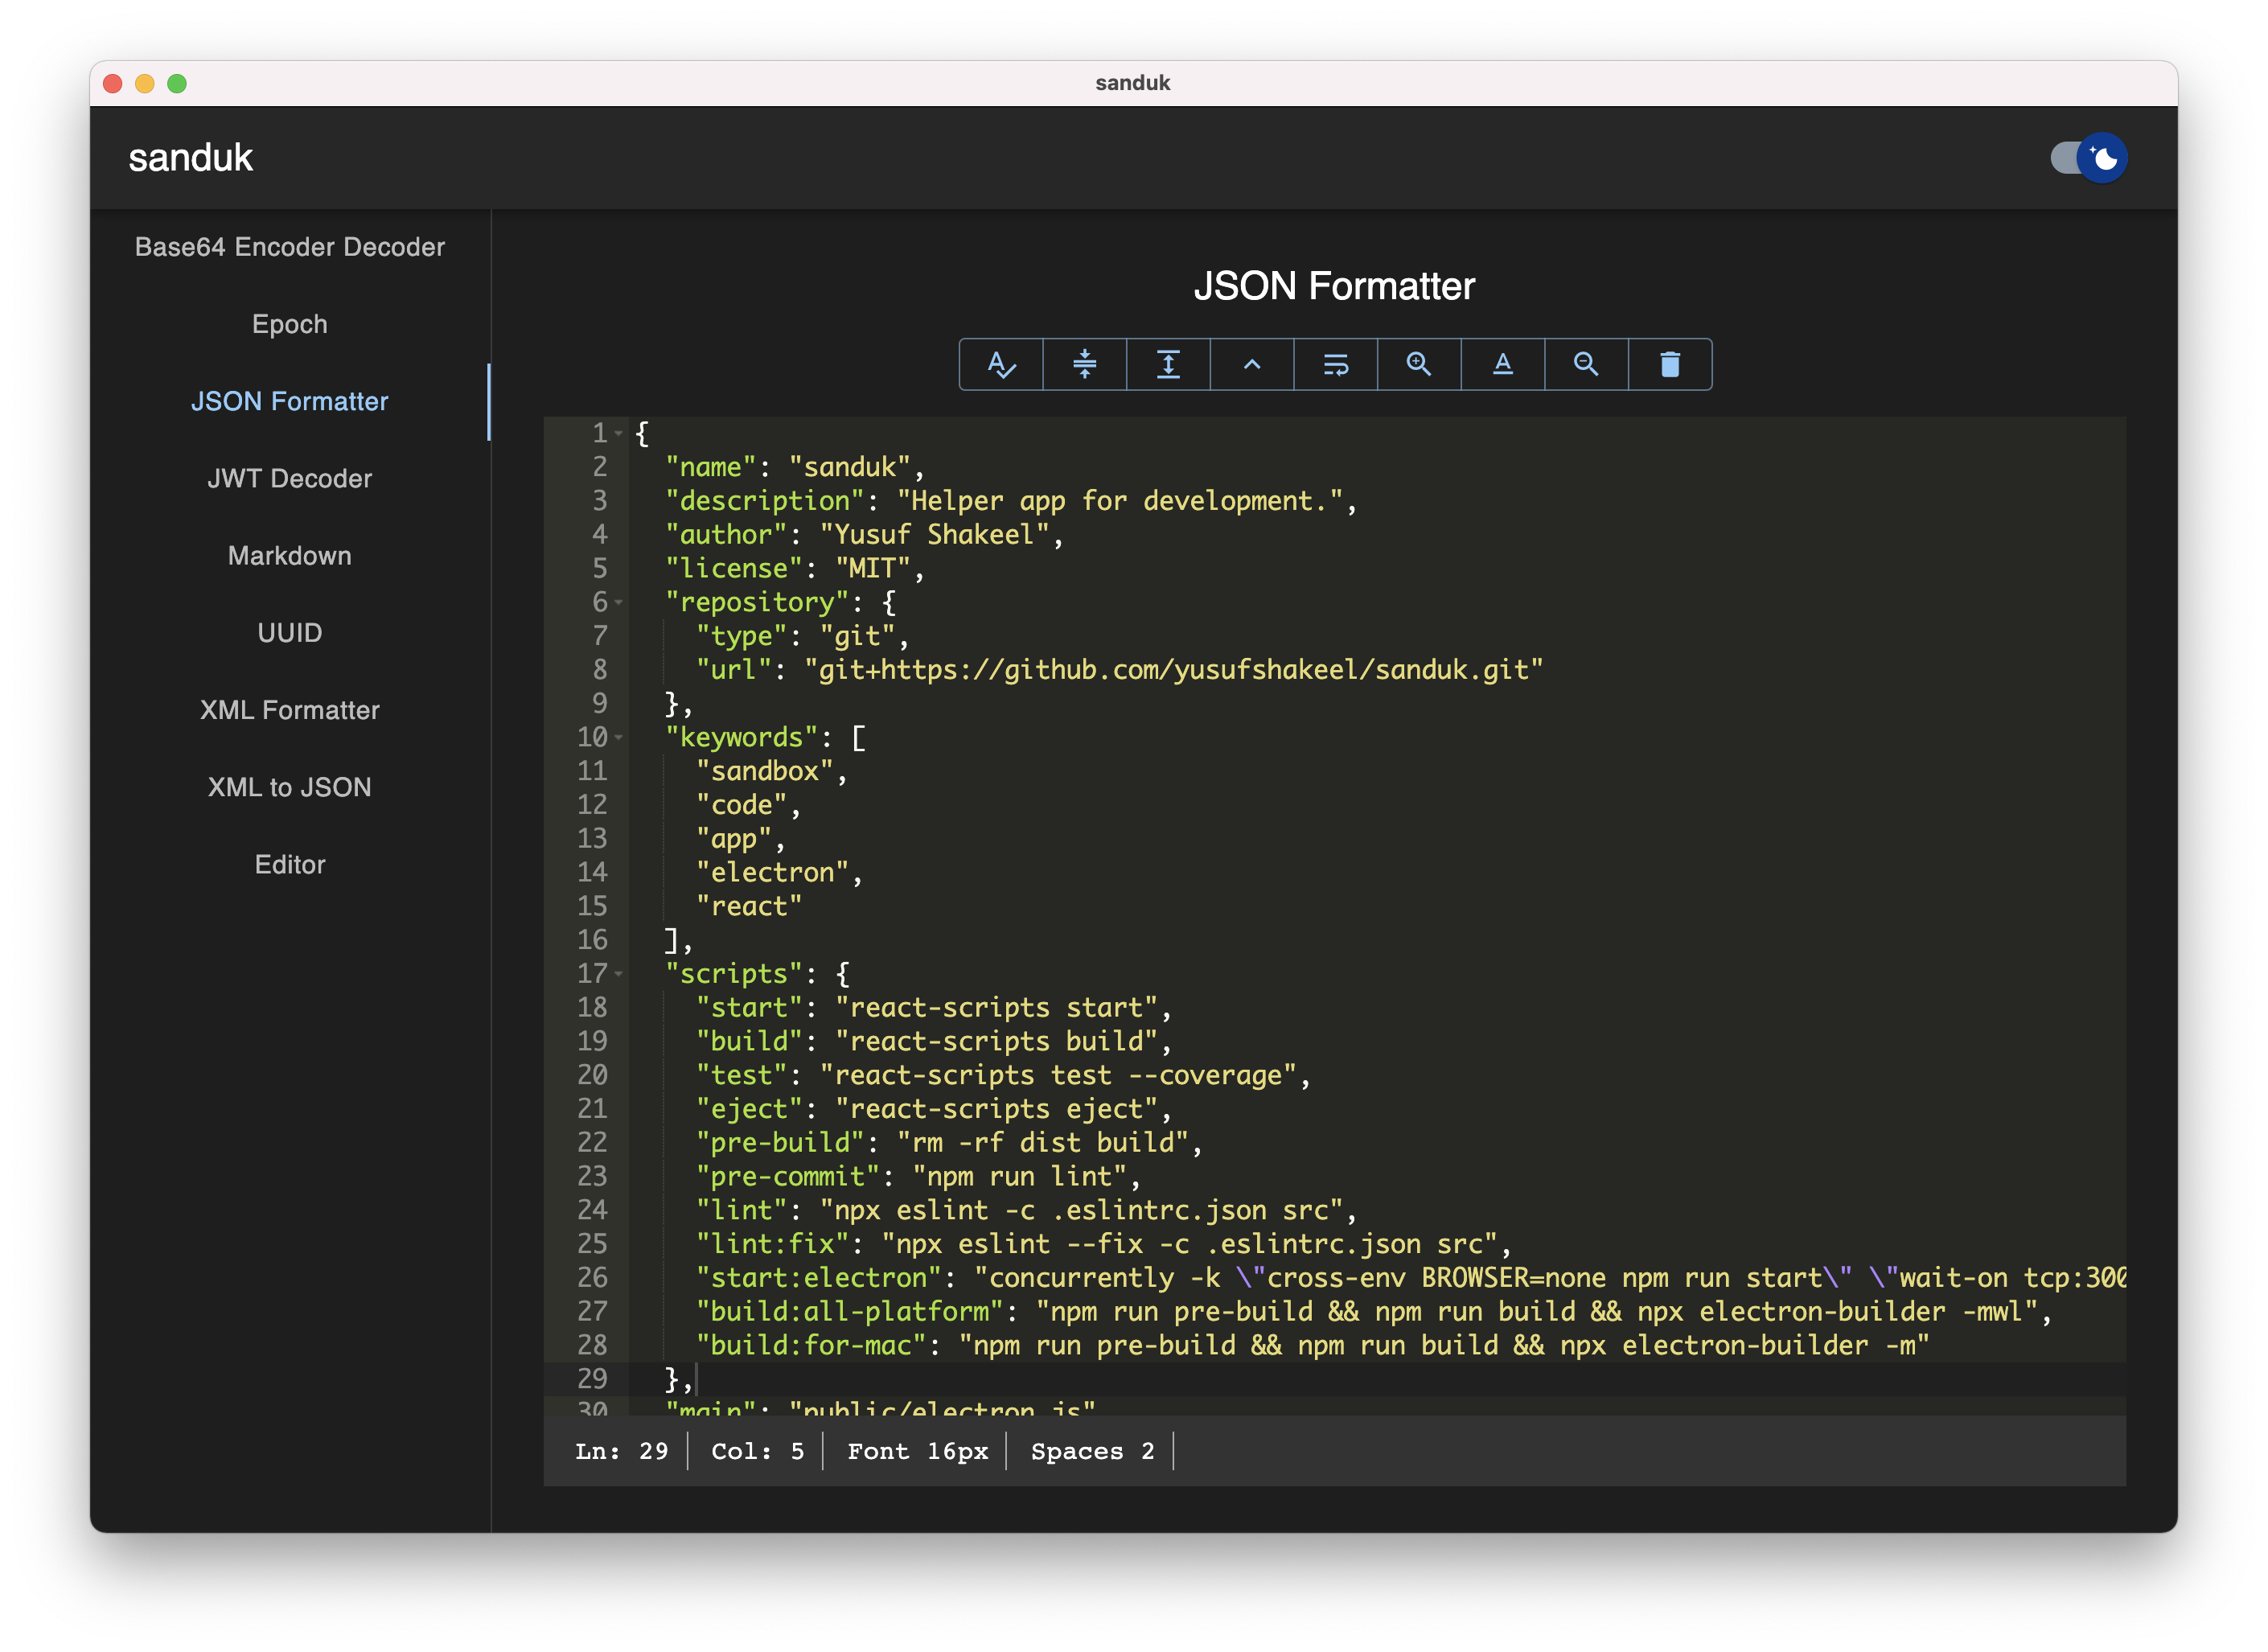 sanduk
sanduk
Base64 Encoder Decoder
Epoch
JSON Formatter
JWT Decoder
Markdown
UUID
XML Formatter
XML to JSON
Editor
JSON Formatter
1 {
2   "name": "sanduk",
3   "description": "Helper app for development.",
4   "author": "Yusuf Shakeel",
5   "license": "MIT",
6   "repository": {
7     "type": "git",
8     "url": "git+https://github.com/yusufshakeel/sanduk.git"
9   },
10   "keywords": [
11     "sandbox",
12     "code",
13     "app",
14     "electron",
15     "react"
16   ],
17   "scripts": {
18     "start": "react-scripts start",
19     "build": "react-scripts build",
20     "test": "react-scripts test --coverage",
21     "eject": "react-scripts eject",
22     "pre-build": "rm -rf dist build",
23     "pre-commit": "npm run lint",
24     "lint": "npx eslint -c .eslintrc.json src",
25     "lint:fix": "npx eslint --fix -c .eslintrc.json src",
26     "start:electron": "concurrently -k \"cross-env BROWSER=none npm run start\" \"wait-on tcp:300
27     "build:all-platform": "npm run pre-build && npm run build && npx electron-builder -mwl",
28     "build:for-mac": "npm run pre-build && npm run build && npx electron-builder -m"
29   },
30   "main": "public/electron.js"
Ln: 29 Col: 5 Font 16px Spaces 2